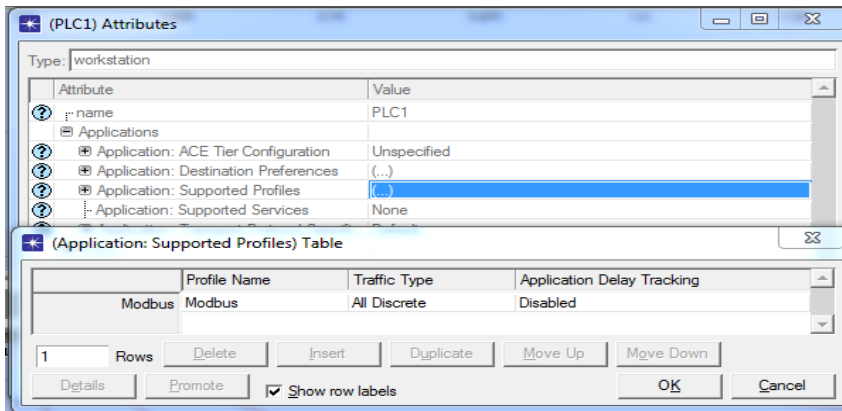 (PLC1) Attributes
Type: workstation
Attribute Value
name PLC1
Applications
Application: ACE Tier Configuration Unspecified
Application: Destination Preferences (...)
Application: Supported Profiles (...)
Application: Supported Services None
(Application: Supported Profiles) Table
Profile Name Traffic Type Application Delay Tracking
Modbus Modbus All Discrete Disabled
1 Rows Delete Insert Duplicate Move Up Move Down
Details Promote Show row labels OK Cancel